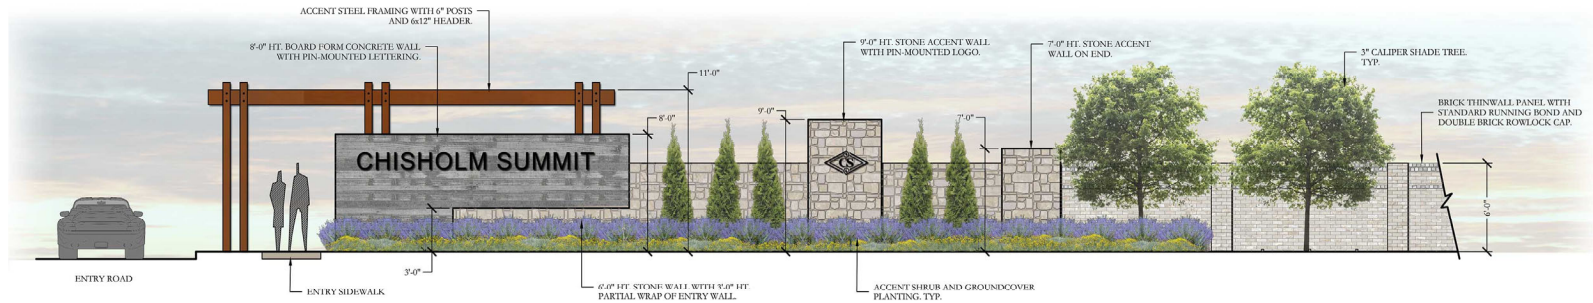 ACCENT STEEL FRAMING WITH 6" POSTS
AND 6x12" HEADER.
8'-0" HT. BOARD FORM CONCRETE WALL
WITH PIN-MOUNTED LETTERING.
9'-0" HT. STONE ACCENT WALL
WITH PIN-MOUNTED LOGO.
7'-0" HT. STONE ACCENT
WALL ON END.
3" CALIPER SHADE TREE.
TYP.
BRICK THINWALL PANEL WITH
STANDARD RUNNING BOND AND
DOUBLE BRICK ROWLOCK CAP.
11'-0"
8'-0"
9'-0"
7'-0"
CHISHOLM SUMMIT
CS
6'-0"
3'-0"
ENTRY ROAD
ENTRY SIDEWALK
6'-0" HT. STONE WALL WITH 3'-0" HT.
PARTIAL WRAP OF ENTRY WALL.
ACCENT SHRUB AND GROUNDCOVER
PLANTING. TYP.